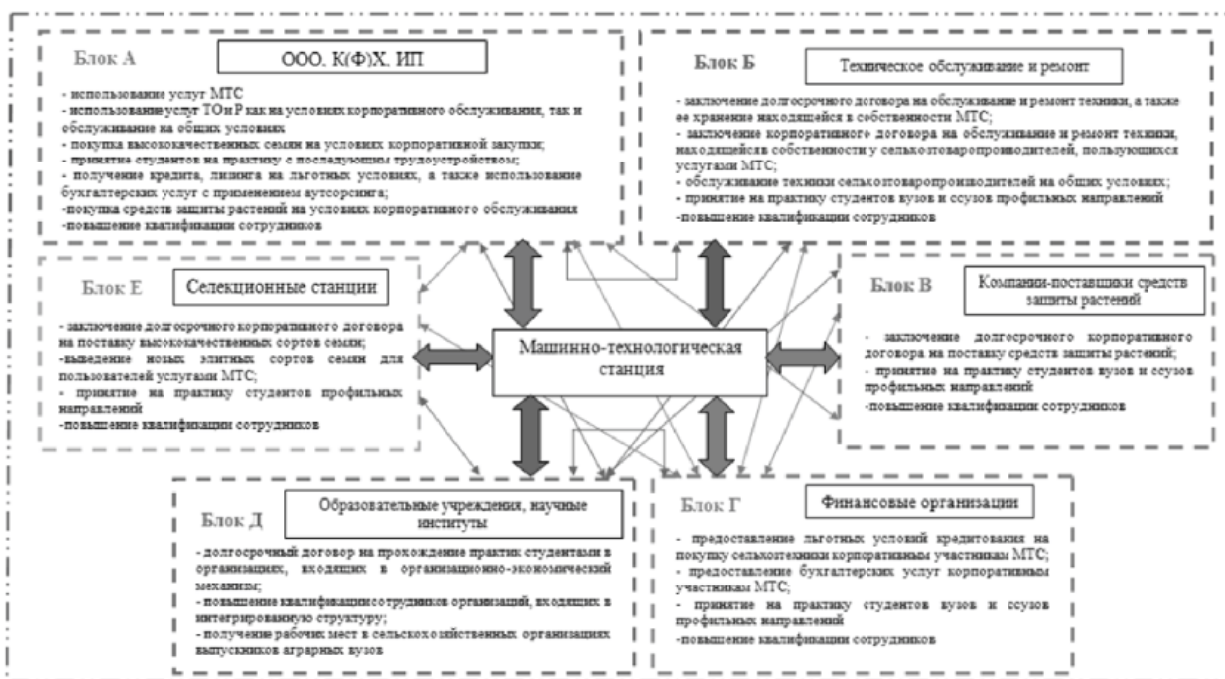 Блок А
ООО, К(Ф)Х, ИП
- использовании услуг МТС
- использование услуг ТО и Р как на условиях корпоративного обслуживания, так и
обслуживание на общих условиях
- покупка высококачественных семян на условиях корпоративной закупки;
- принятие студентов на практику с последующим трудоустройством;
- получение кредита, лизинга на льготных условиях, а также использование
бухгалтерских услуг с применением аутсорсинга;
-покупка средств защиты растений на условиях корпоративного обслуживания
-повышение квалификации сотрудников
Блок Б
Техническое обслуживание и ремонт
- заключение долгосрочного договора на обслуживание и ремонт техники, а также
ее хранение находящейся в собственности МТС;
- заключение корпоративного договора на обслуживание и ремонт техники,
находящейся в собственности у сельхозтоваропроизводителей, пользующихся
услугами МТС;
- обслуживание техники сельхозтоваропроизводителей на общих условиях;
- принятие на практику студентов вузов и ссузов профильных направлений
-повышение квалификации сотрудников
Блок Е
Селекционные станции
- заключение долгосрочного корпоративного договора
на поставку высококачественных сортов семян;
-выведение новых элитных сортов семян для
пользователей услугами МТС;
- принятие на практику студентов профильных
направлений
-повышение квалификации сотрудников
Машинно-технологическая
станция
Блок В
Компании-поставщики средств
защиты растений
- заключение долгосрочного корпоративного
договора на поставку средств защиты растений;
- принятие на практику студентов вузов и ссузов
профильных направлений
-повышение квалификации сотрудников
Блок Д
Образовательные учреждения, научные
институты
- долгосрочный договор на прохождение практик студентами в
организациях, входящих в организационно-экономический
механизм;
- повышение квалификации сотрудников организаций, входящих в
интегрированную структуру;
- получение рабочих мест в сельскохозяйственных организациях
выпускников аграрных вузов
Блок Г
Финансовые организации
- предоставление льготных условий кредитования на
покупку сельхозтехники корпоративным участникам МТС;
- предоставление бухгалтерских услуг корпоративным
участникам МТС;
- принятие на практику студентов вузов и ссузов
профильных направлений
-повышение квалификации сотрудников